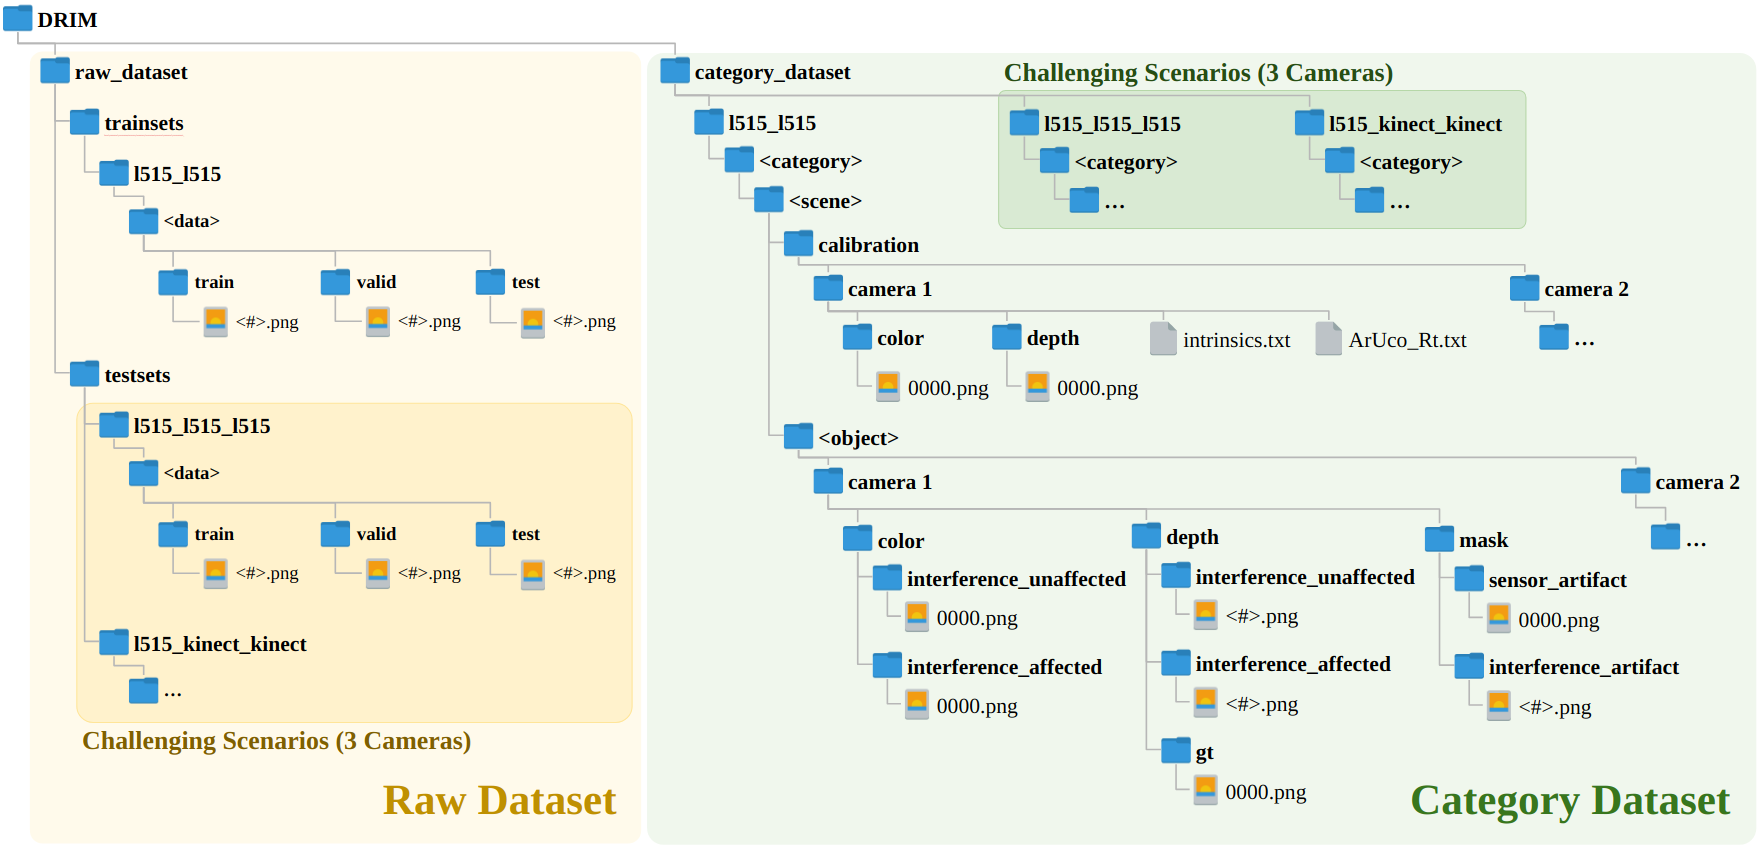 DRIM
raw_dataset
trainsets
l515_l515
<data>
train
valid
test
<#>.png
<#>.png
<#>.png
testsets
l515_l515_l515
<data>
train
valid
test
<#>.png
<#>.png
<#>.png
l515_kinect_kinect
...
Challenging Scenarios (3 Cameras)
Raw Dataset
category_dataset
Challenging Scenarios (3 Cameras)
l515_l515
l515_l515_l515
l515_kinect_kinect
<category>
<category>
<category>
<scene>
...
...
calibration
camera 1
camera 2
color
depth
intrinsics.txt
ArUco_Rt.txt
...
0000.png
0000.png
<object>
camera 1
camera 2
color
depth
mask
...
interference_unaffected
interference_unaffected
sensor_artifact
0000.png
<#>.png
0000.png
interference_affected
interference_affected
interference_artifact
0000.png
<#>.png
<#>.png
gt
0000.png
Category Dataset